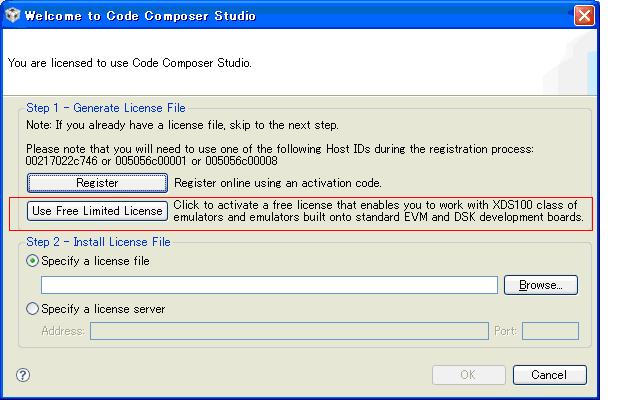 Welcome to Code Composer Studio
You are licensed to use Code Composer Studio.
Step 1 - Generate License File
Note: If you already have a license file, skip to the next step.
Please note that you will need to use one of the following Host IDs during the registration process:
00217022c746 or 005056c00001 or 005056c00008
Register
Register online using an activation code.
Use Free Limited License
Click to activate a free license that enables you to work with XDS100 class of
emulators and emulators built onto standard EVM and DSK development boards.
Step 2 - Install License File
Specify a license file
Browse...
Specify a license server
Address:
Port:
?
OK
Cancel